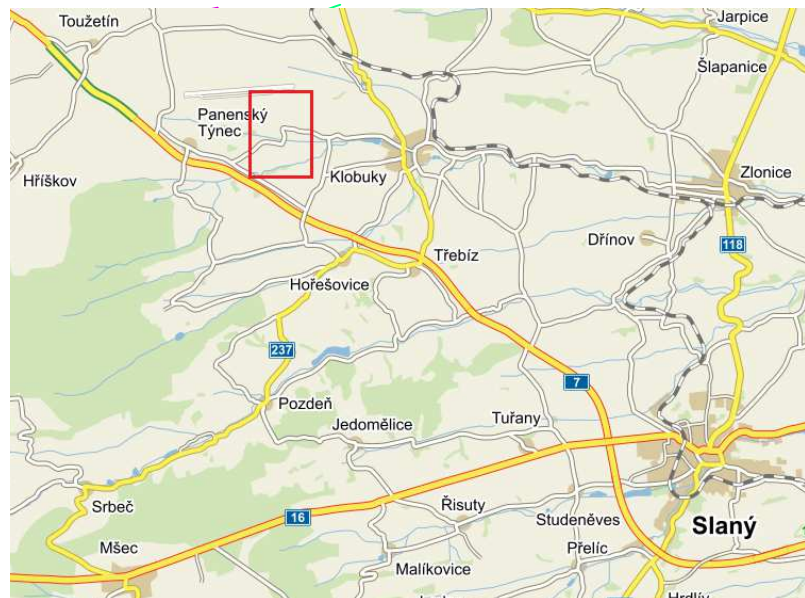 Toužetín
Jarpice
Šlapanice
Panenský
Týnec
Hříškov
Klobuky
Zlonice
Dřínov
118
Třebíz
Hořešovice
237
7
Pozdeň
Jedomělice
Tuřany
Srbeč
16
Řisuty
Studeněves
Slaný
Mšec
Přelíc
Malíkovice